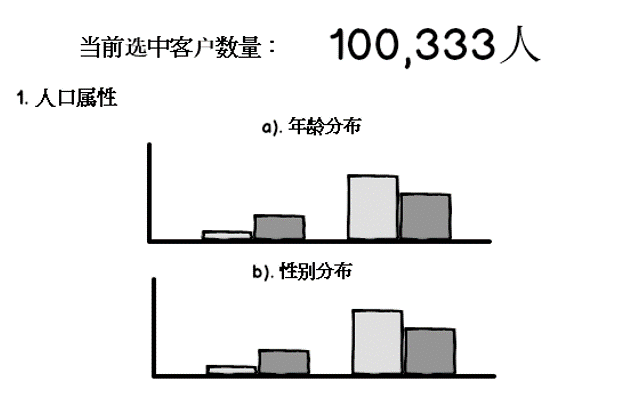 当前选中客户数量： 100,333人
1. 人口属性
a). 年龄分布
b). 性别分布